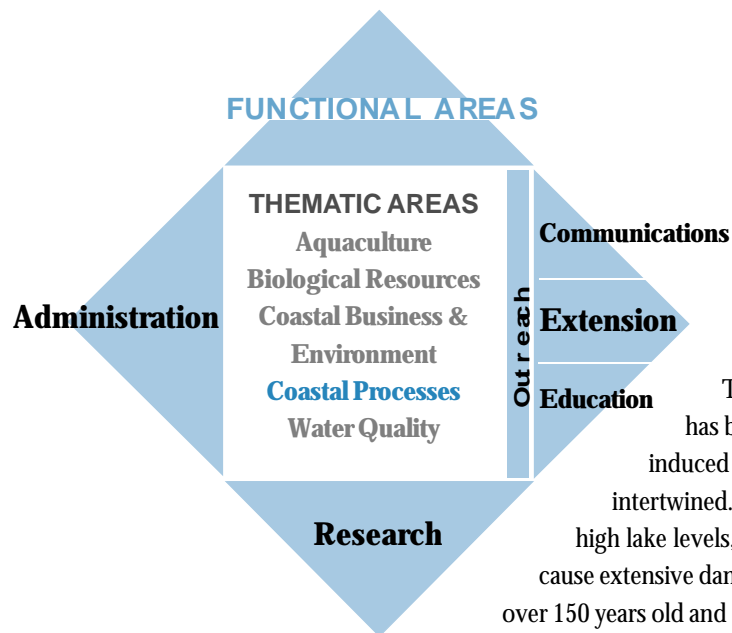 FUNCTIONAL AREAS
THEMATIC AREAS
Aquaculture
Biological Resources
Coastal Business &
Environment
Coastal Processes
Water Quality
Administration
Outreach
Communications
Extension
Education
Research
has
induced
intertwined.
high lake levels,
cause extensive
over 150 years old and